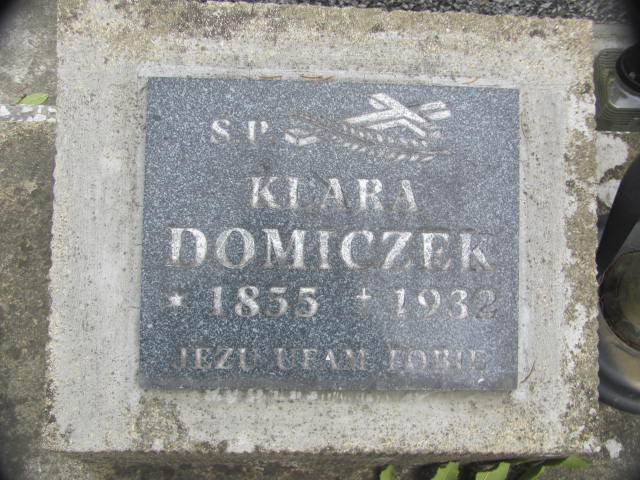 S.P.
KLARA
DOMICZEK
* 1855 + 1932
JEZU UFAM TOBIE